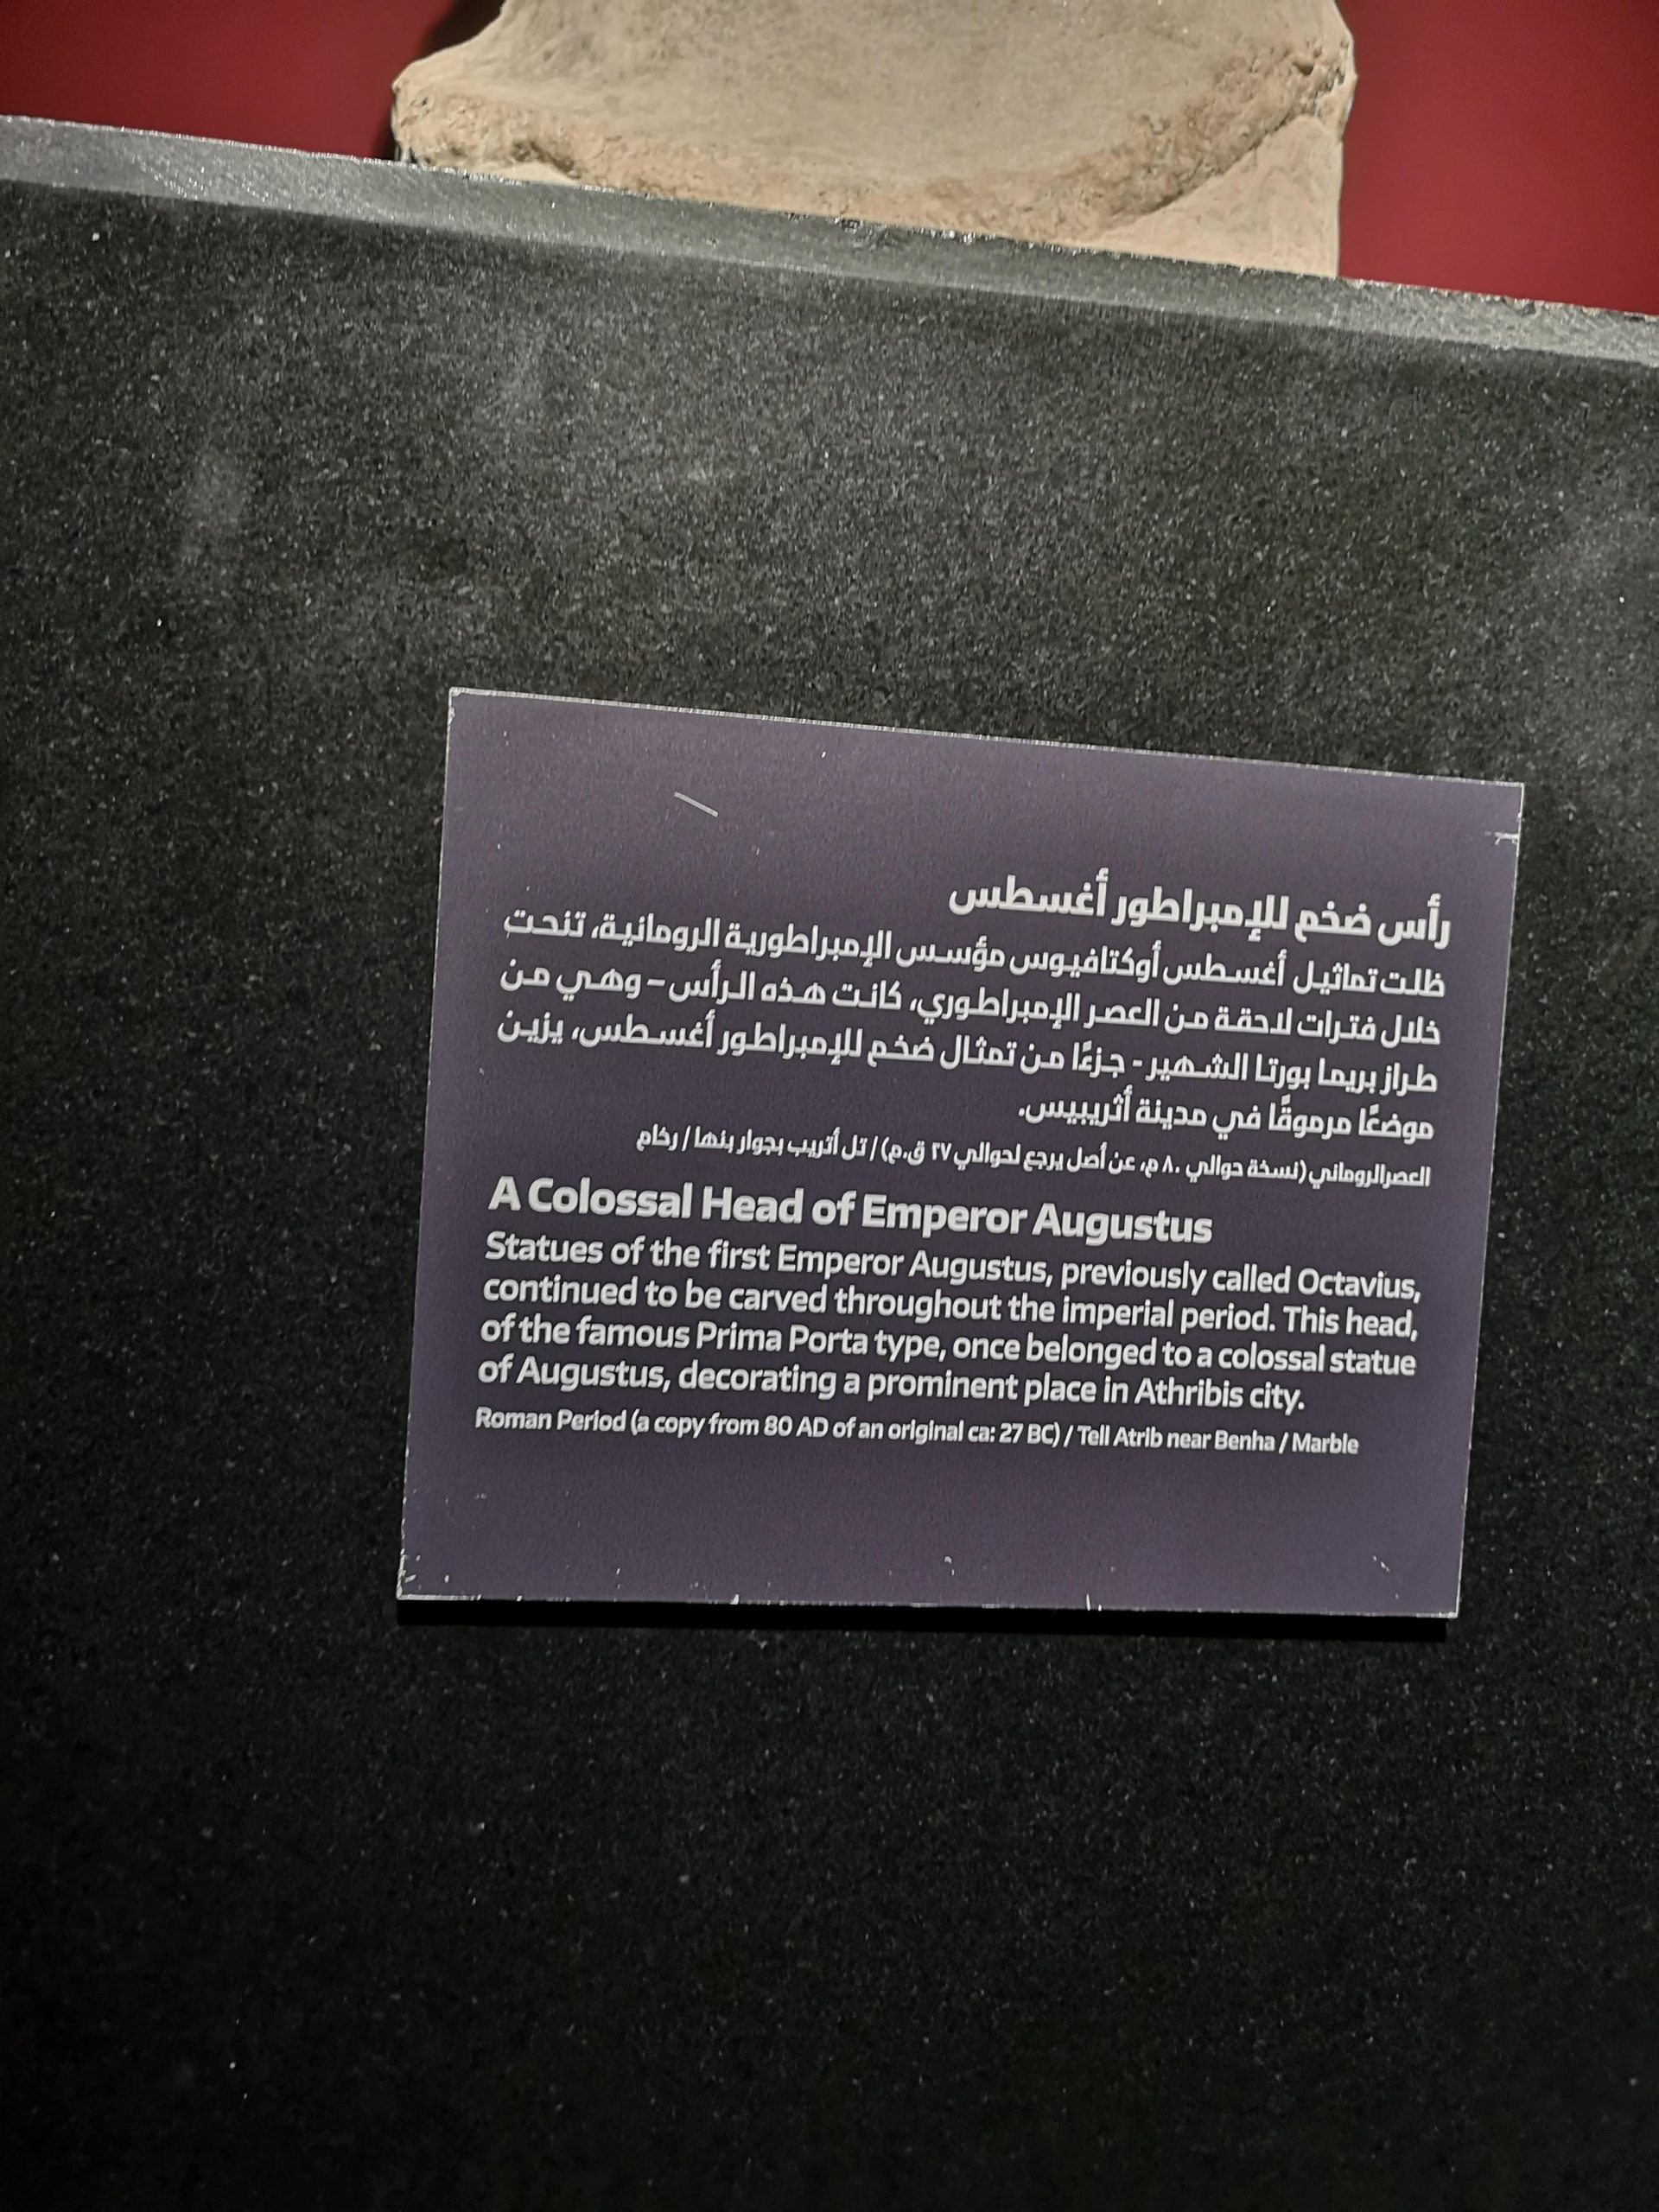 رأس ضخم للإمبراطور أغسطس
ظلت تماثيل أغسطس أوكتافيوس مؤسس الإمبراطورية الرومانية، تنحت
خلال فترات لاحقة من العصر الإمبراطوري، كانت هذه الرأس – وهي من
طراز بريما بورتا الشهير - جزءًا من تمثال ضخم للإمبراطور أغسطس، يزين
موضعًا مرموقًا في مدينة أثريبيس.
العصر الروماني (نسخة حوالي ٨٠ م، عن أصل يرجع لحوالي ٢٧ ق.م) / تل أتريب بجوار بنها / رخام
A Colossal Head of Emperor Augustus
Statues of the first Emperor Augustus, previously called Octavius,
continued to be carved throughout the imperial period. This head,
of the famous Prima Porta type, once belonged to a colossal statue
of Augustus, decorating a prominent place in Athribis city.
Roman Period (a copy from 80 AD of an original ca: 27 BC) / Tell Atrib near Benha / Marble